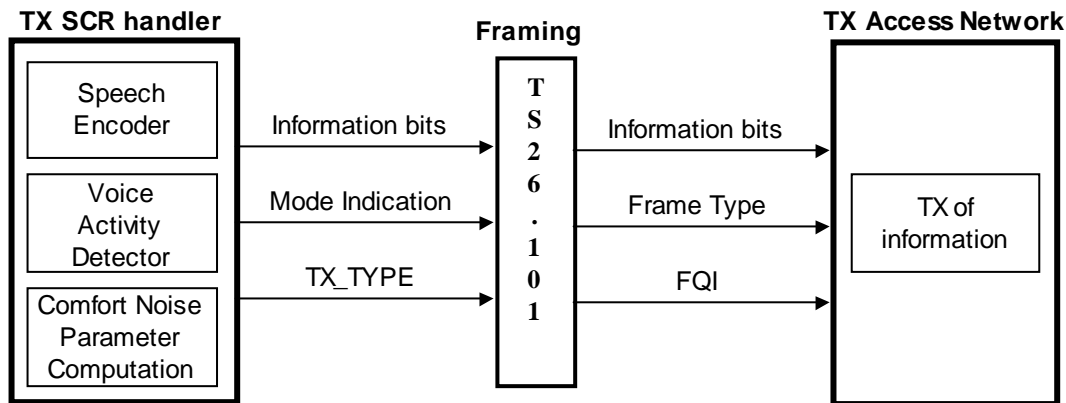 TX SCR handler
Framing
TX Access Network
Speech
Encoder
Voice
Activity
Detector
Comfort Noise
Parameter
Computation
Information bits
Mode Indication
TX_TYPE
T
S
2
6
.
1
0
1
Information bits
Frame Type
FQI
TX of
information